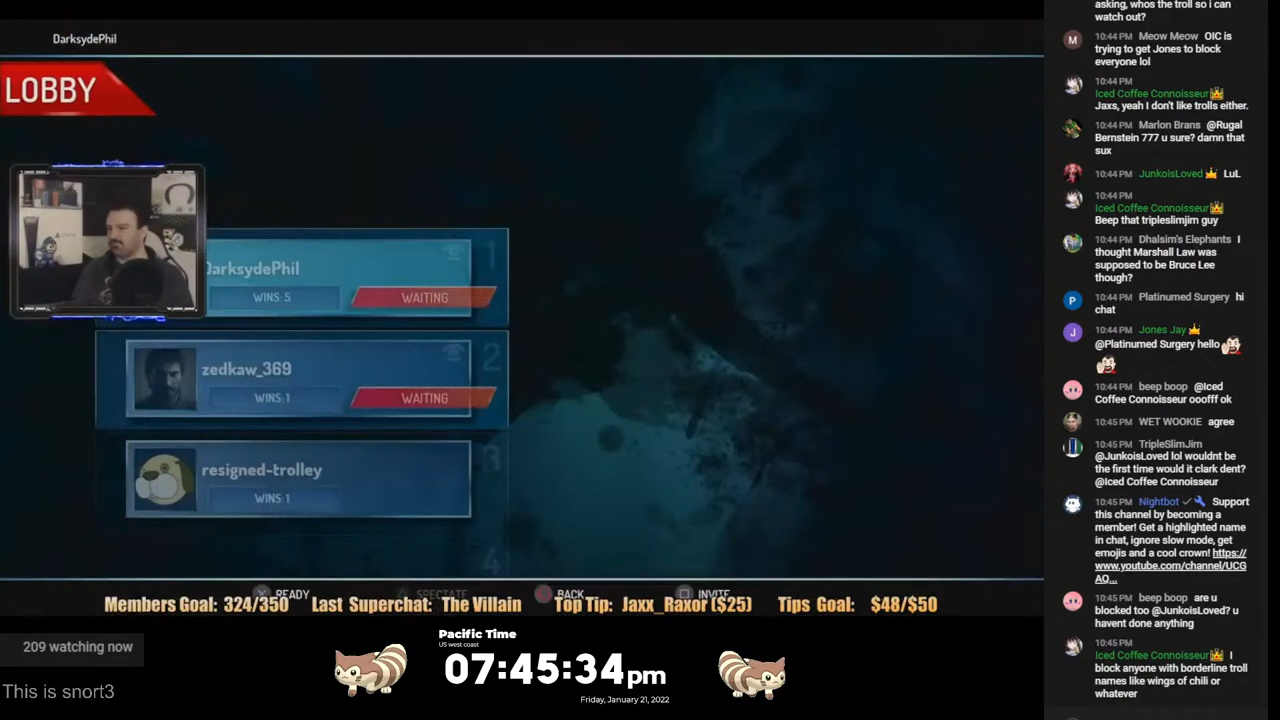 DarksydePhil
LOBBY
DarksydePhil
1
WINS: 5
WAITING
zedkaw_369
2
WINS: 1
WAITING
resigned-trolley
3
WINS: 1
4
READY
SPECTATE
BACK
INVITE
Members Goal: 324/350 Last Superchat: The Villain Top Tip: Jaxx_Raxor ($25) Tips Goal: $48/$50
209 watching now
This is snort3
Pacific Time
US west coast
07:45:34pm
Friday, January 21, 2022
asking, whos the troll so i can
watch out?
M
10:44 PM Meow Meow OIC is
trying to get Jones to block
everyone lol
10:44 PM
Iced Coffee Connoisseur
Jaxs, yeah I don't like trolls either.
10:44 PM Marlon Brans @Rugal
Bernstein 777 u sure? damn that
sux
10:44 PM JunkoIsLoved LuL
10:44 PM
Iced Coffee Connoisseur
Beep that tripleslimjim guy
10:44 PM Dhalsim's Elephants I
thought Marshall Law was
supposed to be Bruce Lee
though?
P
10:44 PM Platinumed Surgery hi
chat
J
10:44 PM Jones Jay
@Platinumed Surgery hello
10:44 PM beep boop @Iced
Coffee Connoisseur ooofff ok
10:45 PM WET WOOKIE agree
10:45 PM TripleSlimJim
@JunkoIsLoved lol wouldnt be
the first time would it clark dent?
@Iced Coffee Connoisseur
10:45 PM Nightbot Support
this channel by becoming a
member! Get a highlighted name
in chat, ignore slow mode, get
emojis and a cool crown! https://
www.youtube.com/channel/UCG
AQ...
10:45 PM beep boop are u
blocked too @JunkoIsLoved? u
havent done anything
10:45 PM
Iced Coffee Connoisseur I
block anyone with borderline troll
names like wings of chili or
whatever